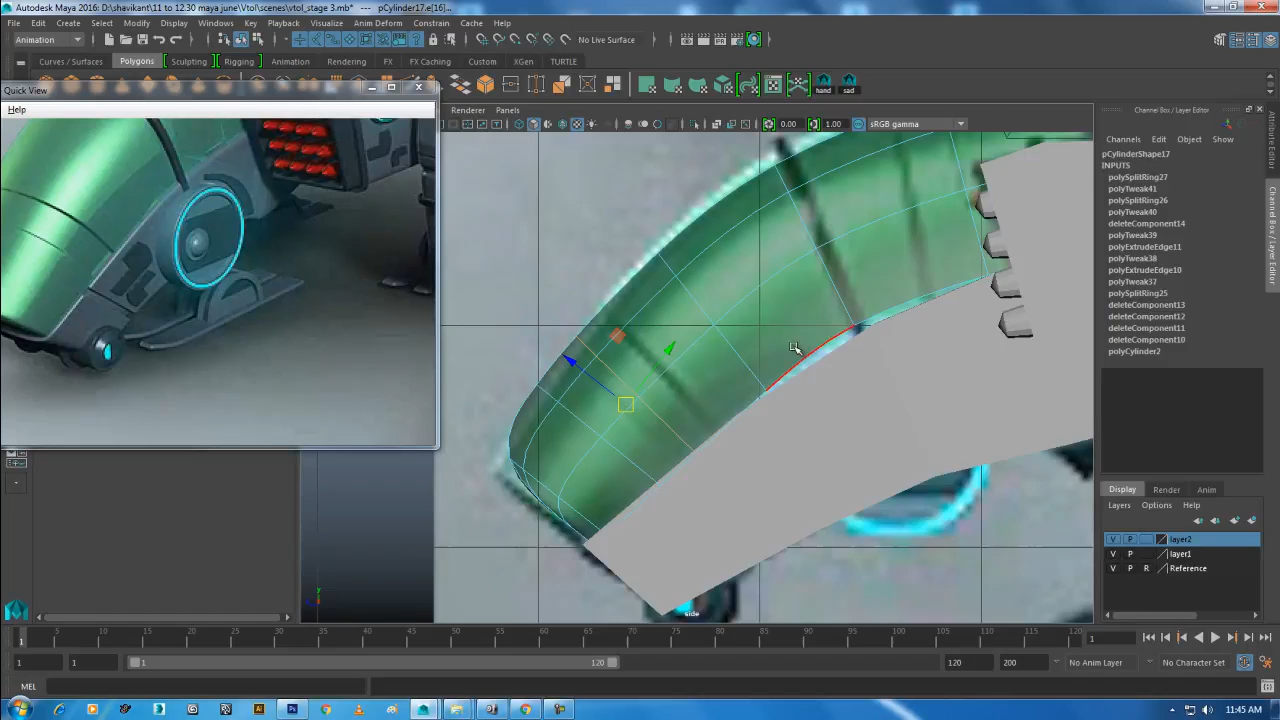 Autodesk Maya 2016: D:\shavikant\11 to 12 30 maya june\Vtol\scenes\vtol_stage 3.mb* --- pCylinder17.e[16]...
File Edit Create Select Modify Display Windows Key Playback Visualize Anim Deform Constrain Cache Help
Animation No Live Surface
Curves / Surfaces Polygons Sculpting Rigging Animation Rendering FX FX Caching Custom XGen TURTLE
hand sad
Quick View
Help
Renderer Panels
0.00 1.00 sRGB gamma
Channel Box / Layer Editor
Channels Edit Object Show
pCylinderShape17
INPUTS
polySplitRing27
polyTweak41
polySplitRing26
polyTweak40
deleteComponent14
polyTweak39
polyExtrudeEdge11
polyTweak38
polyExtrudeEdge10
polyTweak37
polySplitRing25
deleteComponent13
deleteComponent12
deleteComponent11
deleteComponent10
polyCylinder2
Attribute Editor
Channel Box / Layer Editor
Display Render Anim
Layers Options Help
V P layer2
V P layer1
V P R Reference
y
side
1 5 10 15 20 25 30 35 40 45 50 55 60 65 70 75 80 85 90 95 100 105 110 115 120 1
1 1 1 120 120 200 No Anim Layer No Character Set
MEL
11:45 AM